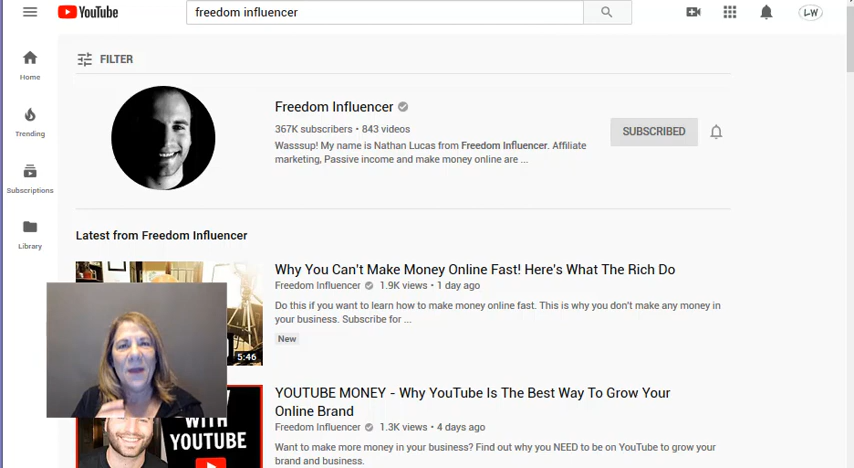 YouTube
freedom influencer
LW
FILTER
Home
Trending
Subscriptions
Library
Freedom Influencer
367K subscribers • 843 videos
Wasssup! My name is Nathan Lucas from Freedom Influencer. Affiliate
marketing, Passive income and make money online are ...
SUBSCRIBED
Latest from Freedom Influencer
Why You Can't Make Money Online Fast! Here's What The Rich Do
Freedom Influencer 1.9K views • 1 day ago
Do this if you want to learn how to make money online fast. This is why you don't make any money in
your business. Subscribe for ...
New
5:46
YOUTUBE MONEY - Why YouTube Is The Best Way To Grow Your
Online Brand
Freedom Influencer 1.3K views • 4 days ago
Want to make more money in your business? Find out why you NEED to be on YouTube to grow your
brand and business.
WITH
YOUTUBE